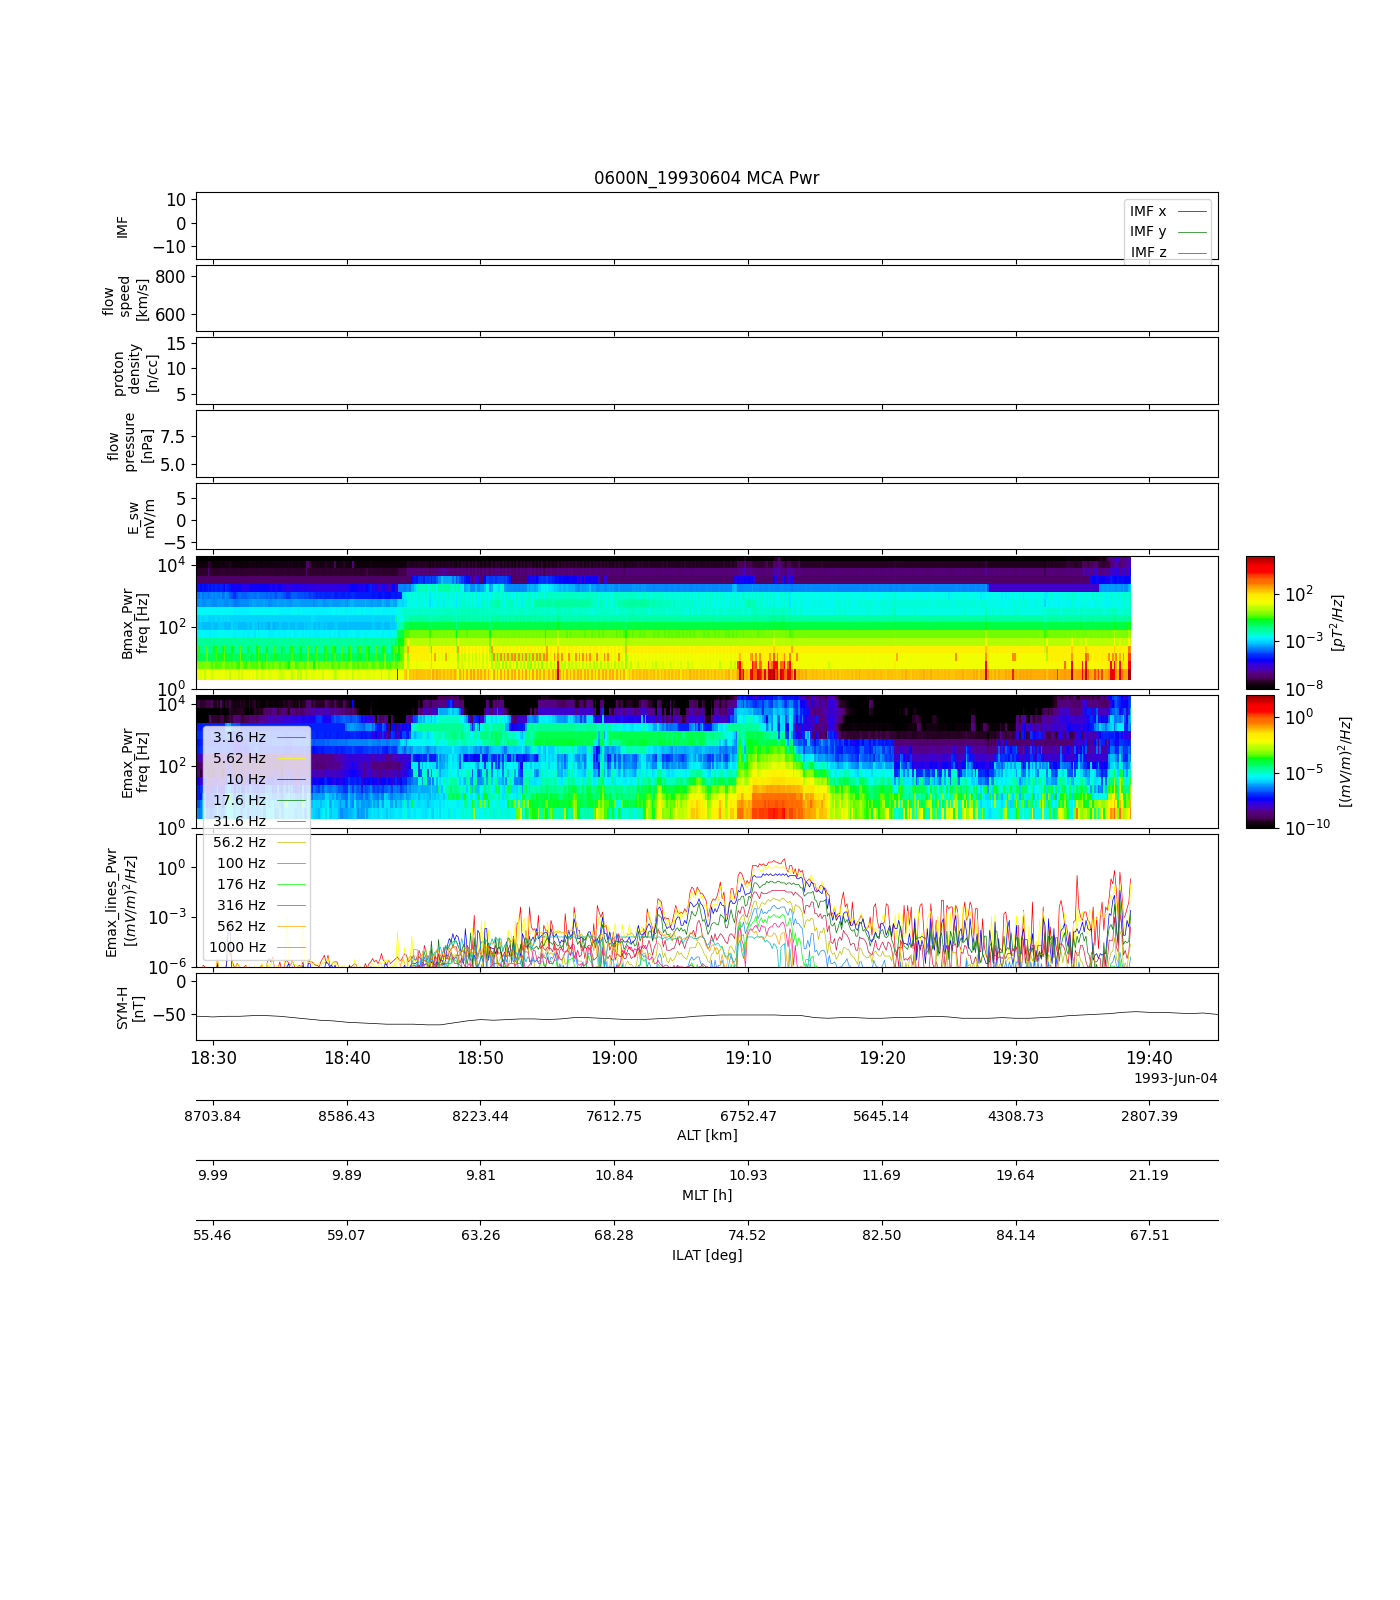 0600N_19930604 MCA Pwr
10
0
−10
IMF
IMF x
IMF y
IMF z
800
600
flow
speed
[km/s]
15
10
5
proton
density
[n/cc]
7.5
5.0
flow
pressure
[nPa]
5
0
−5
E_sw
mV/m
10^4
10^2
10^0
Bmax_Pwr
freq [Hz]
10^2
10^−3
10^−8
[pT^2/Hz]
10^4
10^2
10^0
Emax_Pwr
freq [Hz]
10^0
10^−5
10^−10
[(mV/m)^2/Hz]
3.16 Hz
5.62 Hz
10 Hz
17.6 Hz
31.6 Hz
56.2 Hz
100 Hz
176 Hz
316 Hz
562 Hz
1000 Hz
10^0
10^−3
10^−6
Emax_lines_Pwr
[(mV/m)^2/Hz]
0
−50
SYM-H
[nT]
18:30 18:40 18:50 19:00 19:10 19:20 19:30 19:40
1993-Jun-04
8703.84 8586.43 8223.44 7612.75 6752.47 5645.14 4308.73 2807.39
ALT [km]
9.99 9.89 9.81 10.84 10.93 11.69 19.64 21.19
MLT [h]
55.46 59.07 63.26 68.28 74.52 82.50 84.14 67.51
ILAT [deg]